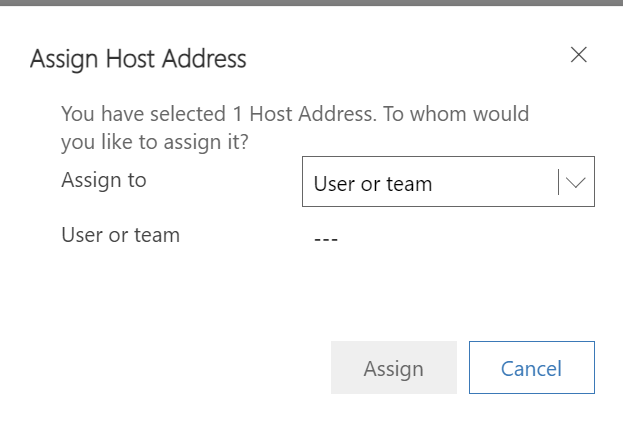 Assign Host Address
You have selected 1 Host Address. To whom would
you like to assign it?
Assign to
User or team
User or team
---
Assign
Cancel